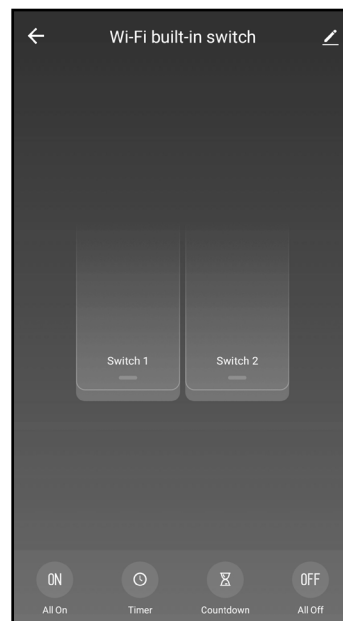 Wi-Fi built-in switch
Switch 1 Switch 2
ON OFF
All On Timer Countdown All Off